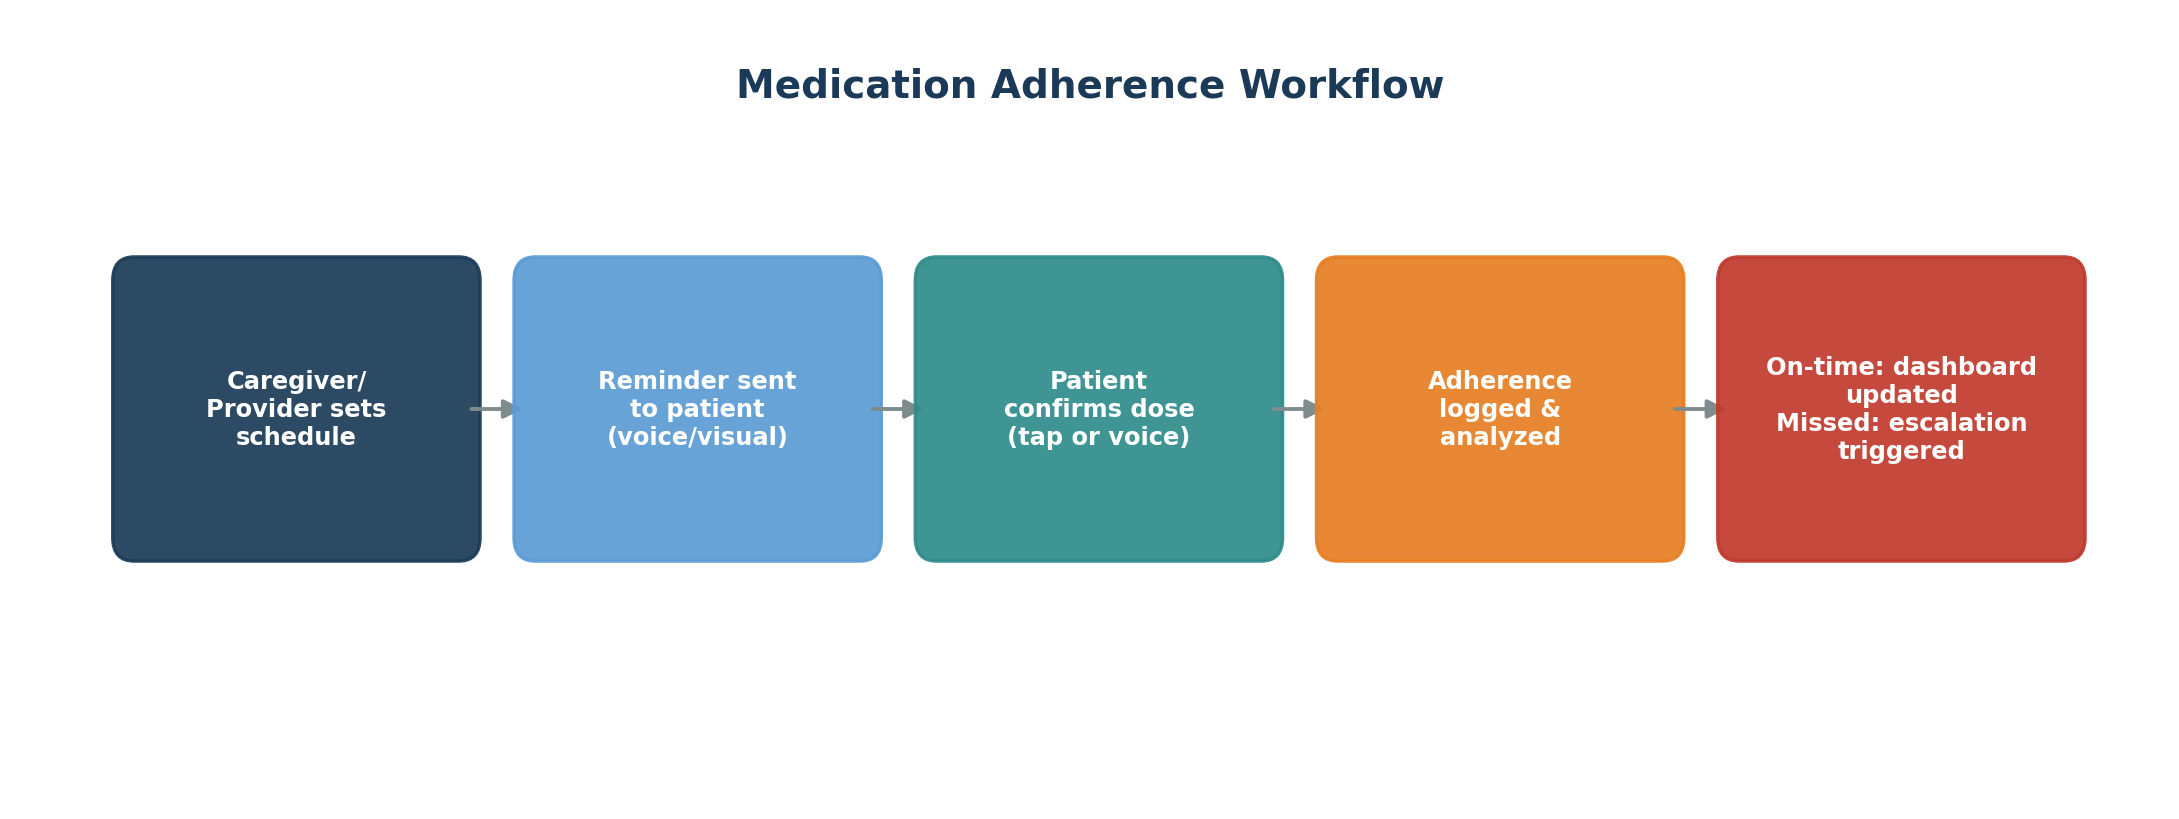 Medication Adherence Workflow
Caregiver/
Provider sets
schedule
Reminder sent
to patient
(voice/visual)
Patient
confirms dose
(tap or voice)
Adherence
logged &
analyzed
On-time: dashboard
updated
Missed: escalation
triggered